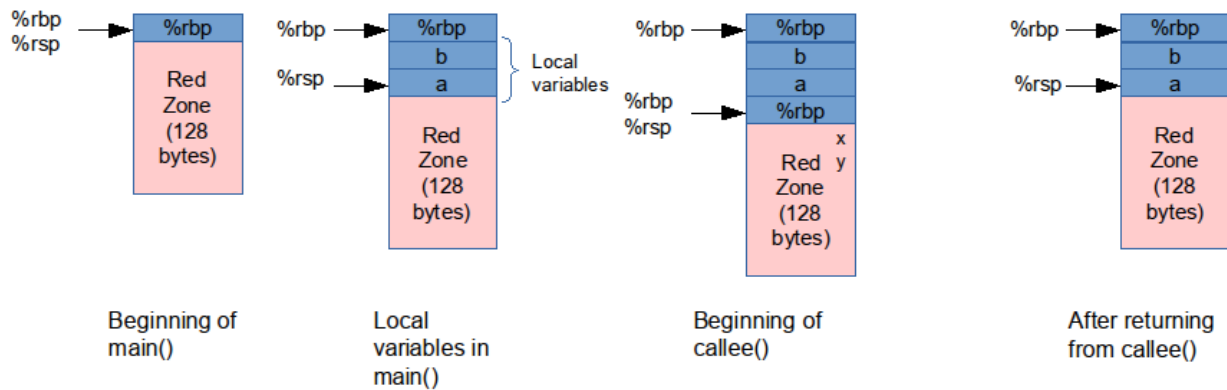 %rbp
%rsp
%rbp
Red
Zone
(128
bytes)
Beginning of
main()
%rbp
%rsp
%rbp
b
a
Local
variables
Red
Zone
(128
bytes)
Local
variables in
main()
%rbp
%rbp
%rsp
%rbp
b
a
%rbp
x
y
Red
Zone
(128
bytes)
Beginning of
callee()
%rbp
%rsp
%rbp
b
a
Red
Zone
(128
bytes)
After returning
from callee()